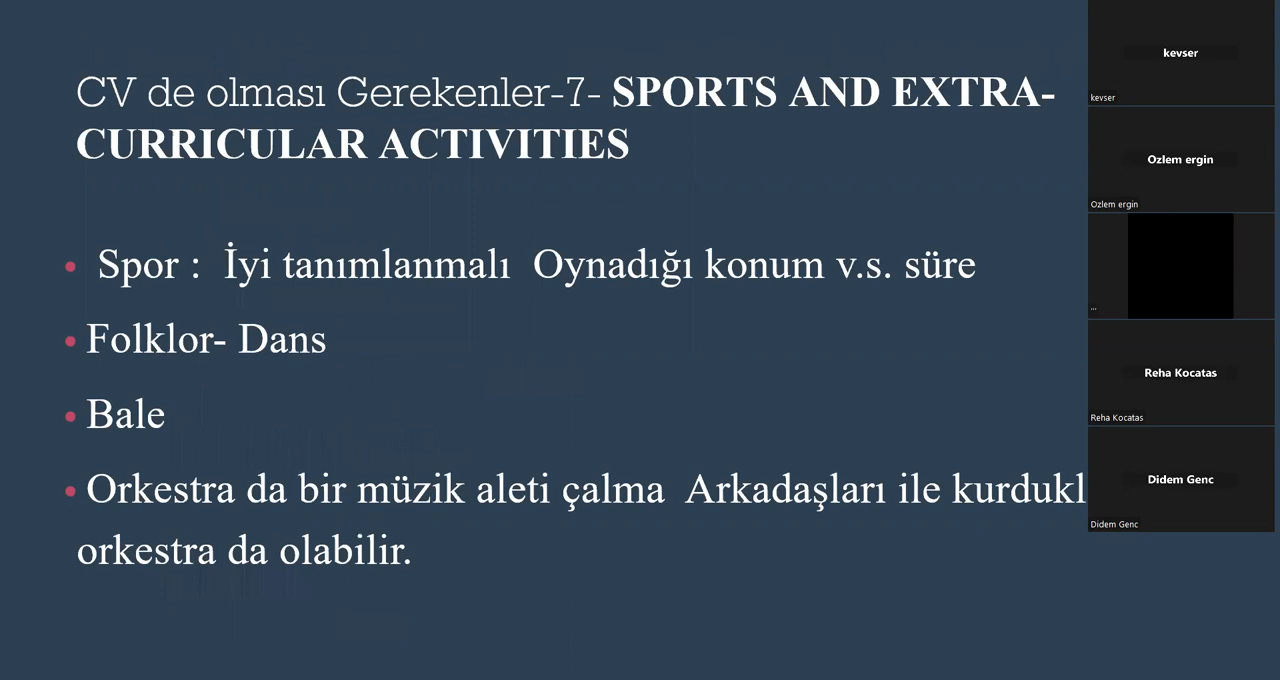 CV de olması Gerekenler-7- SPORTS AND EXTRA-
CURRICULAR ACTIVITIES
• Spor : İyi tanımlanmalı Oynadığı konum v.s. süre
• Folklor- Dans
• Bale
• Orkestra da bir müzik aleti çalma Arkadaşları ile kurdukl
orkestra da olabilir.
kevser
kevser
Ozlem ergin
Ozlem ergin
...
Reha Kocatas
Reha Kocatas
Didem Genc
Didem Genc